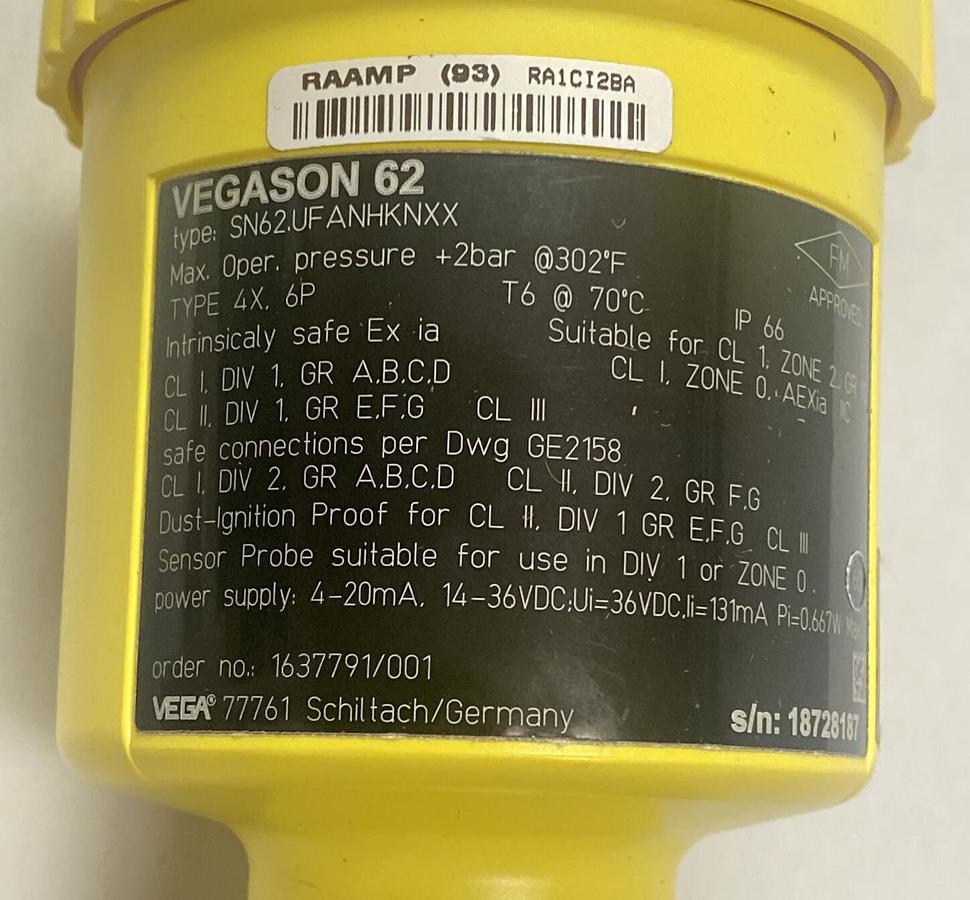 RAAMP (93) RA1CI2BA
VEGASON 62
type: SN62.UFANHKNXX
FM
APPROVED
Max. Oper. pressure +2bar @302°F
TYPE 4X, 6P T6 @ 70°C IP 66
Intrinsicaly safe Ex ia Suitable for CL 1, ZONE 2, GR
CL I, DIV 1, GR A,B,C,D CL I, ZONE 0, AExia IIC
CL II, DIV 1, GR E,F,G CL III
safe connections per Dwg GE2158
CL I, DIV 2, GR A,B,C,D CL II, DIV 2, GR F,G
Dust-Ignition Proof for CL II, DIV 1 GR E,F,G CL III
Sensor Probe suitable for use in DIV 1 or ZONE 0.
power supply: 4-20mA, 14-36VDC;Ui=36VDC,Ii=131mA Pi=0,667W
order no.: 1637791/001
VEGA® 77761 Schiltach/Germany s/n: 18728187